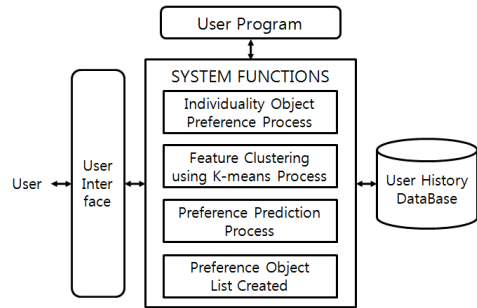 User Program
SYSTEM FUNCTIONS
Individuality Object
Preference Process
Feature Clustering
using K-means Process
Preference Prediction
Process
Preference Object
List Created
User
User
Inter
face
User History
DataBase